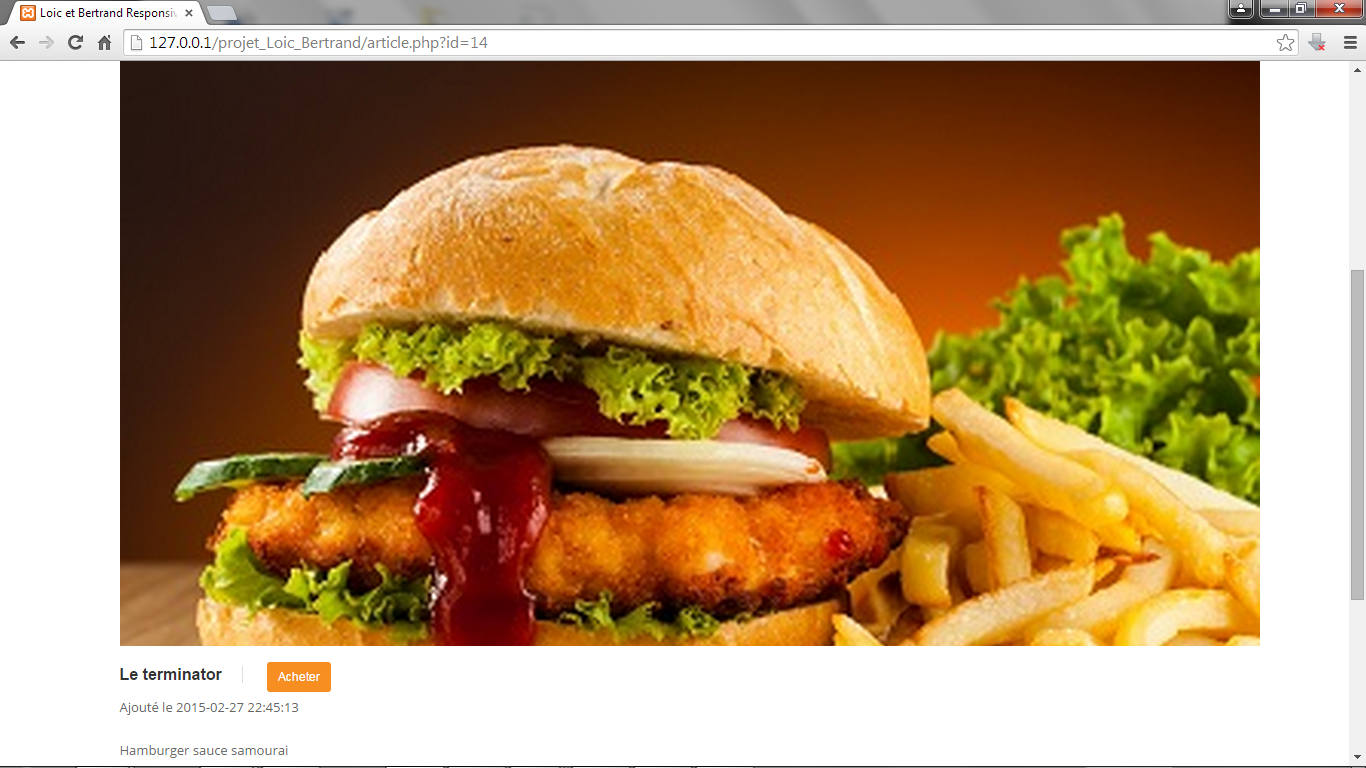 Loic et Bertrand Responsiv
127.0.0.1/projet_Loic_Bertrand/article.php?id=14
Le terminator
Acheter
Ajouté le 2015-02-27 22:45:13
Hamburger sauce samourai